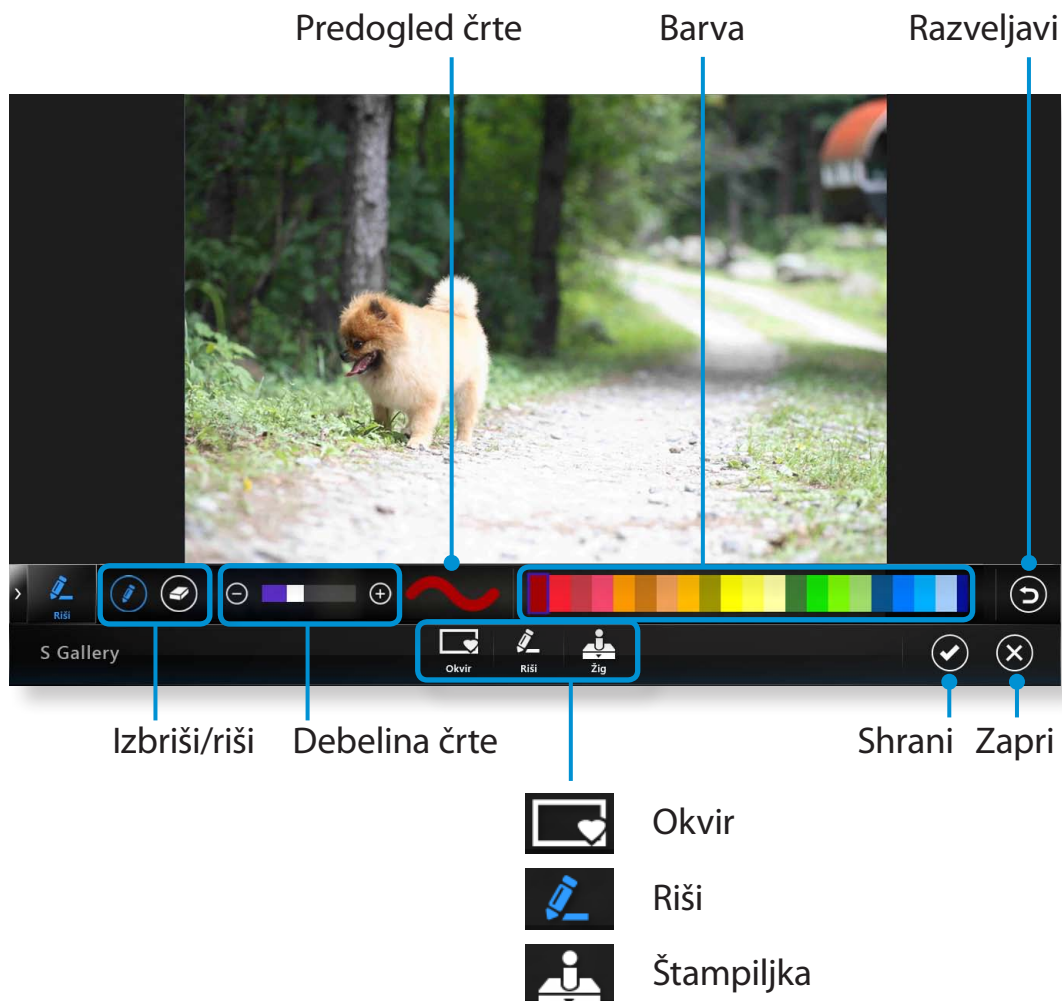 Predogled črte
Barva
Razveljavi
Riši
S Gallery
Okvir
Riši
Žig
Izbriši/riši
Debelina črte
Shrani
Zapri
Okvir
Riši
Štampiljka